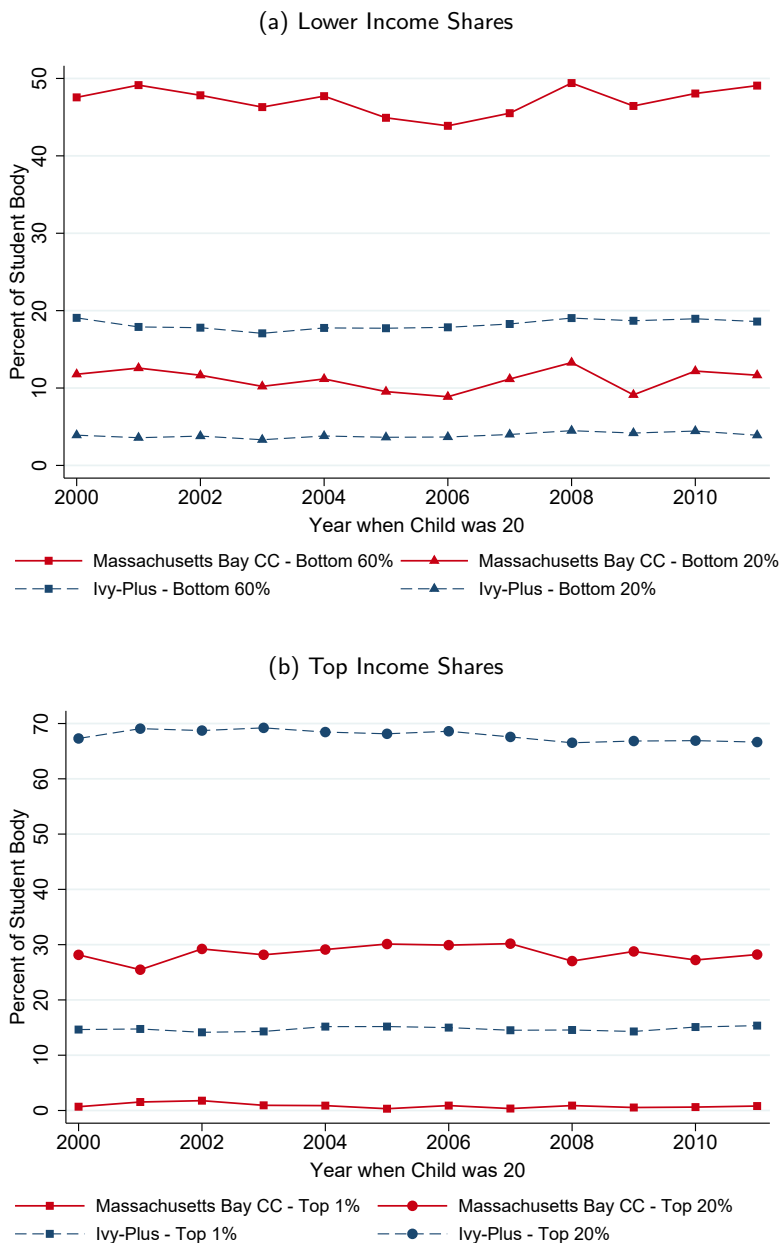 (a) Lower Income Shares
Percent of Student Body
50
40
30
20
10
0
2000 2002 2004 2006 2008 2010
Year when Child was 20
Massachusetts Bay CC - Bottom 60% Massachusetts Bay CC - Bottom 20%
Ivy-Plus - Bottom 60% Ivy-Plus - Bottom 20%
(b) Top Income Shares
Percent of Student Body
70
60
50
40
30
20
10
0
2000 2002 2004 2006 2008 2010
Year when Child was 20
Massachusetts Bay CC - Top 1% Massachusetts Bay CC - Top 20%
Ivy-Plus - Top 1% Ivy-Plus - Top 20%